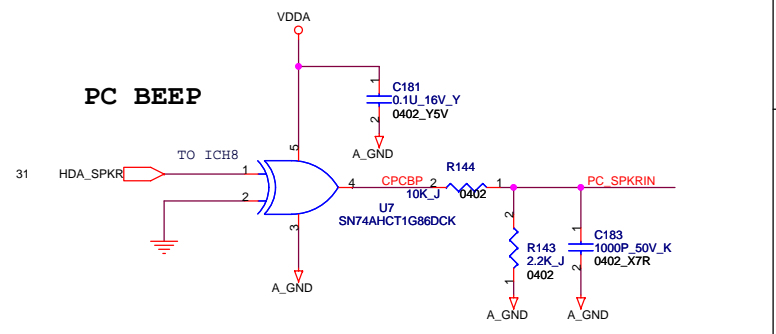 VDDA
PC BEEP
C181
0.1U_16V_Y
0402_Y5V
1
2
A_GND
TO ICH8
31
HDA_SPKR
1
2
5
4
3
U7
SN74AHCT1G86DCK
A_GND
CPCBP
2
R144
1
10K_J
0402
PC_SPKRIN
2
R143
2.2K_J
0402
1
A_GND
1
C183
1000P_50V_K
0402_X7R
2
A_GND